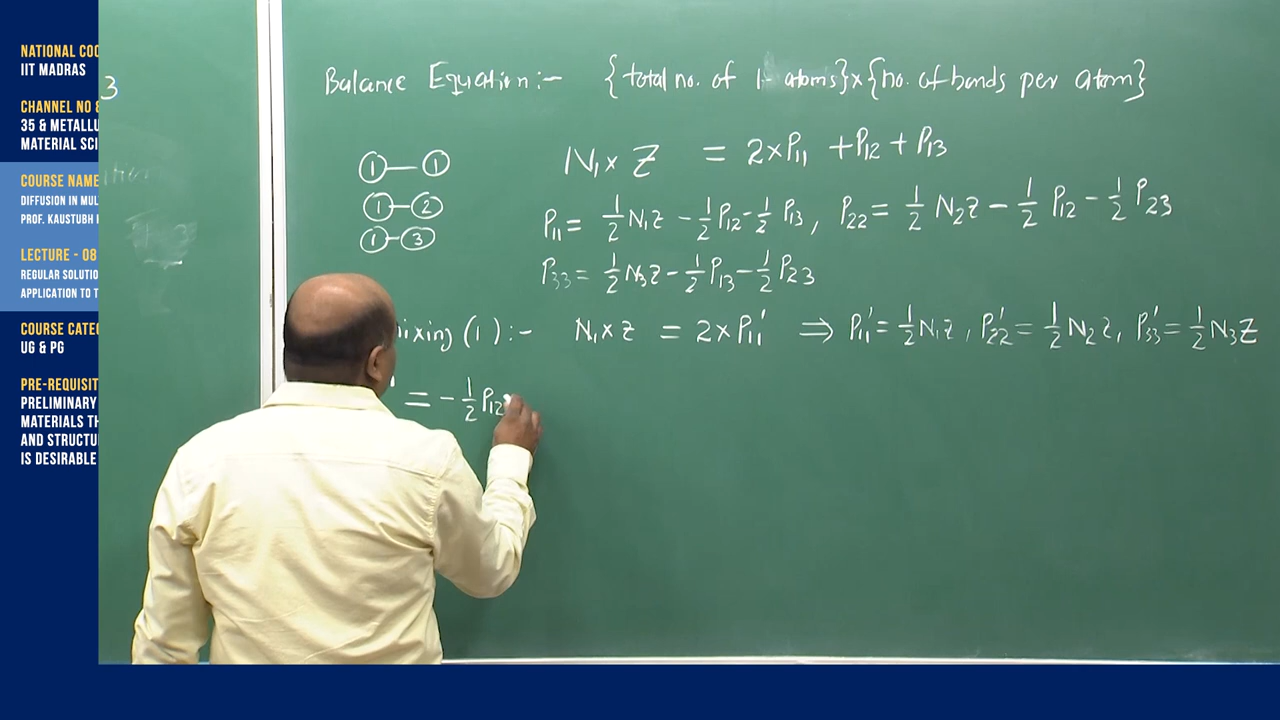 NATIONAL COO
IIT MADRAS
CHANNEL NO &
35 & METALLU
MATERIAL SCI
COURSE NAME
DIFFUSION IN MUL
PROF. KAUSTUBH
LECTURE - 08
REGULAR SOLUTIO
APPLICATION TO T
COURSE CATEG
UG & PG
PRE-REQUISIT
PRELIMINARY
MATERIALS TH
AND STRUCTU
IS DESIRABLE
3
Balance Equation:- {total no. of 1- atoms}x{no. of bonds per atom}
1—1
1—2
1—3
N₁ x Z = 2xP₁₁ + P₁₂ + P₁₃
P₁₁ = 1/2 N₁Z - 1/2 P₁₂ - 1/2 P₁₃ , P₂₂ = 1/2 N₂Z - 1/2 P₁₂ - 1/2 P₂₃
P₃₃ = 1/2 N₃Z - 1/2 P₁₃ - 1/2 P₂₃
ixing (1) :- N₁ x Z = 2xP₁₁' ⇒ P₁₁' = 1/2 N₁Z , P₂₂' = 1/2 N₂Z , P₃₃' = 1/2 N₃Z
= - 1/2 P₁₂